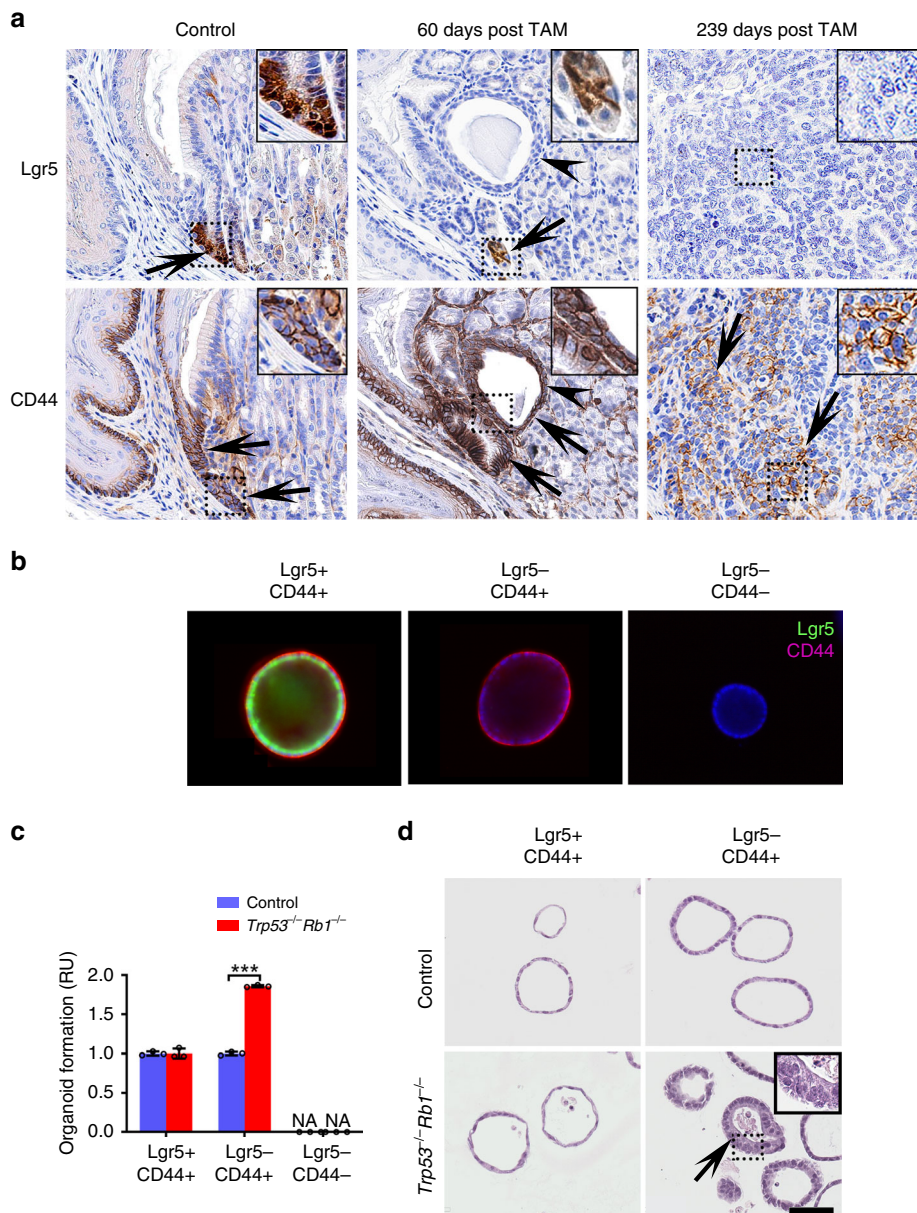 a
Control
60 days post TAM
239 days post TAM
Lgr5
CD44
b
Lgr5+
CD44+
Lgr5–
CD44+
Lgr5–
CD44–
Lgr5
CD44
c
Control
Trp53–/–Rb1–/–
Organoid formation (RU)
2.0
1.5
1.0
0.5
0.0
***
NA NA
Lgr5+
CD44+
Lgr5–
CD44+
Lgr5–
CD44–
d
Lgr5+
CD44+
Lgr5–
CD44+
Control
Trp53–/–Rb1–/–